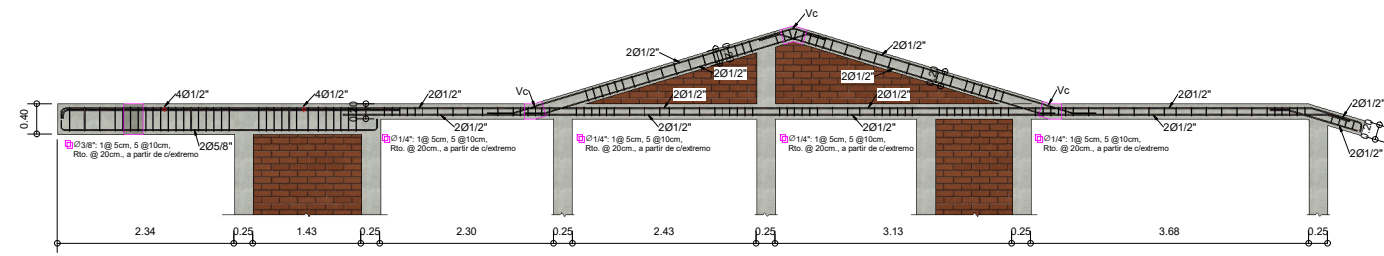 Vc
2Ø1/2"
2Ø1/2"
2Ø1/2"
2Ø1/2"
4Ø1/2"
4Ø1/2"
2Ø1/2"
Vc
2Ø1/2"
2Ø1/2"
Vc
2Ø1/2"
2Ø1/2"
0.40
2Ø5/8"
2Ø1/2"
2Ø1/2"
2Ø1/2"
2Ø1/2"
2Ø1/2"
0.20
Ø3/8": 1@ 5cm, 5 @10cm,
Rto. @ 20cm., a partir de c/extremo
Ø1/4": 1@ 5cm, 5 @10cm,
Rto. @ 20cm., a partir de c/extremo
Ø1/4": 1@ 5cm, 5 @10cm,
Rto. @ 20cm., a partir de c/extremo
Ø1/4": 1@ 5cm, 5 @10cm,
Rto. @ 20cm., a partir de c/extremo
Ø1/4": 1@ 5cm, 5 @10cm,
Rto. @ 20cm., a partir de c/extremo
2.34
0.25
1.43
0.25
2.30
0.25
2.43
0.25
3.13
0.25
3.68
0.25